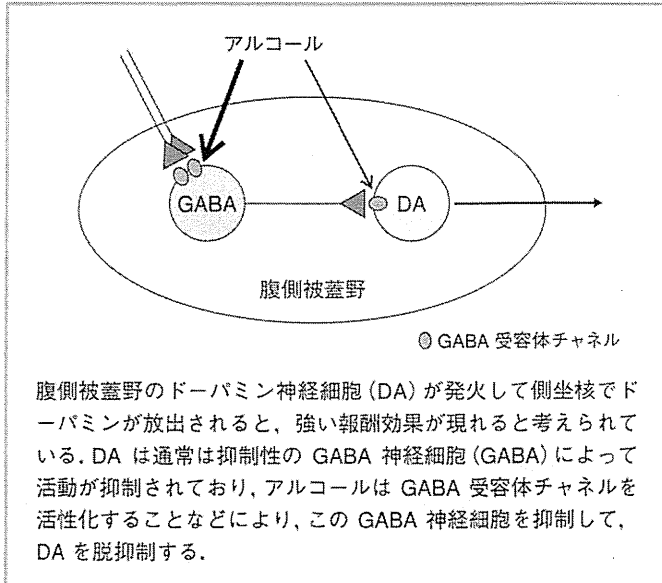 アルコール
GABA
DA
腹側被蓋野
GABA 受容体チャネル
腹側被蓋野のドーパミン神経細胞(DA)が発火して側坐核でド
ーパミンが放出されると，強い報酬効果が現れると考えられて
いる．DA は通常は抑制性の GABA 神経細胞(GABA)によって
活動が抑制されており，アルコールは GABA 受容体チャネルを
活性化することなどにより，この GABA 神経細胞を抑制して，
DA を脱抑制する．